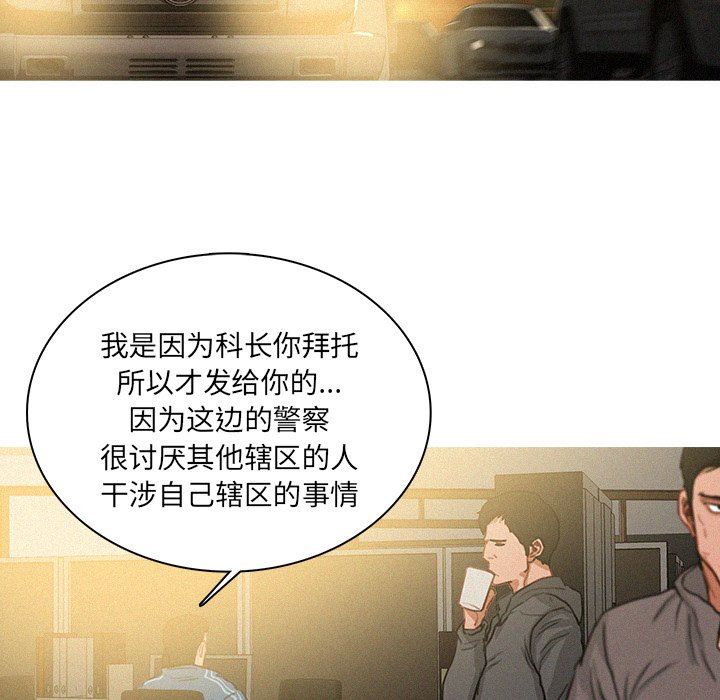 我是因为科长你拜托
所以才发给你的...
因为这边的警察
很讨厌其他辖区的人
干涉自己辖区的事情